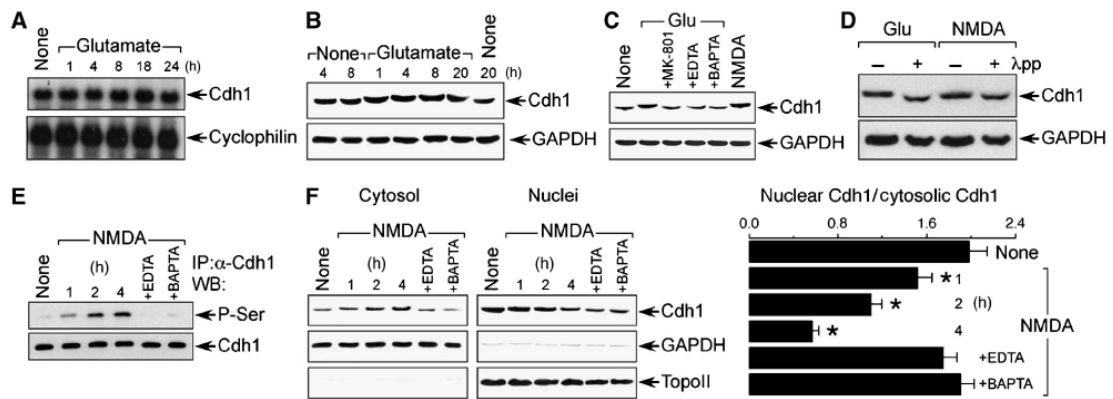 A
None
Glutamate
1 4 8 18 24 (h)
Cdh1
Cyclophilin
B
None Glutamate None
4 8 1 4 8 20 20 (h)
Cdh1
GAPDH
C
Glu
None +MK-801 +EDTA +BAPTA NMDA
Cdh1
GAPDH
D
Glu NMDA
– + – + λpp
Cdh1
GAPDH
E
NMDA
None (h) +EDTA +BAPTA
1 2 4
IP:α-Cdh1
WB:
P-Ser
Cdh1
F
Cytosol Nuclei
NMDA NMDA
None (h) +EDTA +BAPTA None (h) +EDTA +BAPTA
1 2 4 1 2 4
Cdh1
GAPDH
TopoII
Nuclear Cdh1/cytosolic Cdh1
0.0 0.8 1.6 2.4
None
* 1
* 2 (h)
* 4
+EDTA
+BAPTA
NMDA